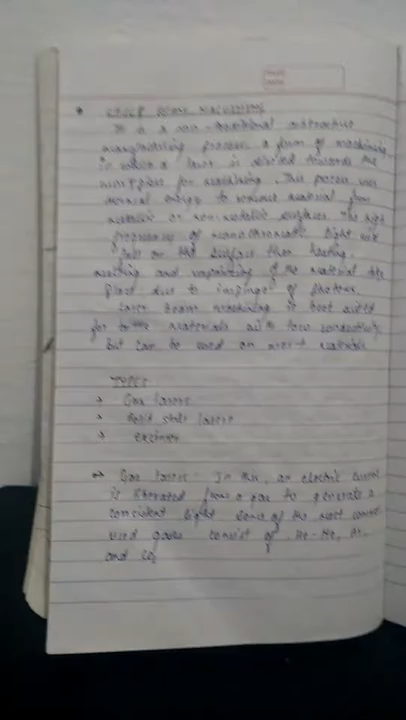 Laser Beam Machining
It is a non-traditional subtractive
manufacturing process, a form of machining
in which a laser is directed towards the
workpiece for machining. This process uses
thermal energy to remove material from
metallic or non-metallic surfaces. The high
frequency of monochromatic light will
fall on the surface then heating,
melting and vaporizing of the material take
place due to impinge of photons.
Laser beam machining is best suited
for brittle materials with low conductivity
but can be used on most materials
TYPES
→ Gas lasers
→ Solid state lasers
→ excimer
⇒ Gas lasers: In this, an electric current
is liberated from a gas to generate a
consistent light some of the most common
used gases consist of He-Ne, Ar,
and CO2